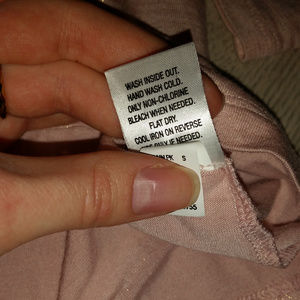 WASH INSIDE OUT.
HAND WASH COLD.
ONLY NON-CHLORINE
BLEACH WHEN NEEDED.
FLAT DRY.
COOL IRON ON REVERSE
ONLY IF NEEDED.
PK S